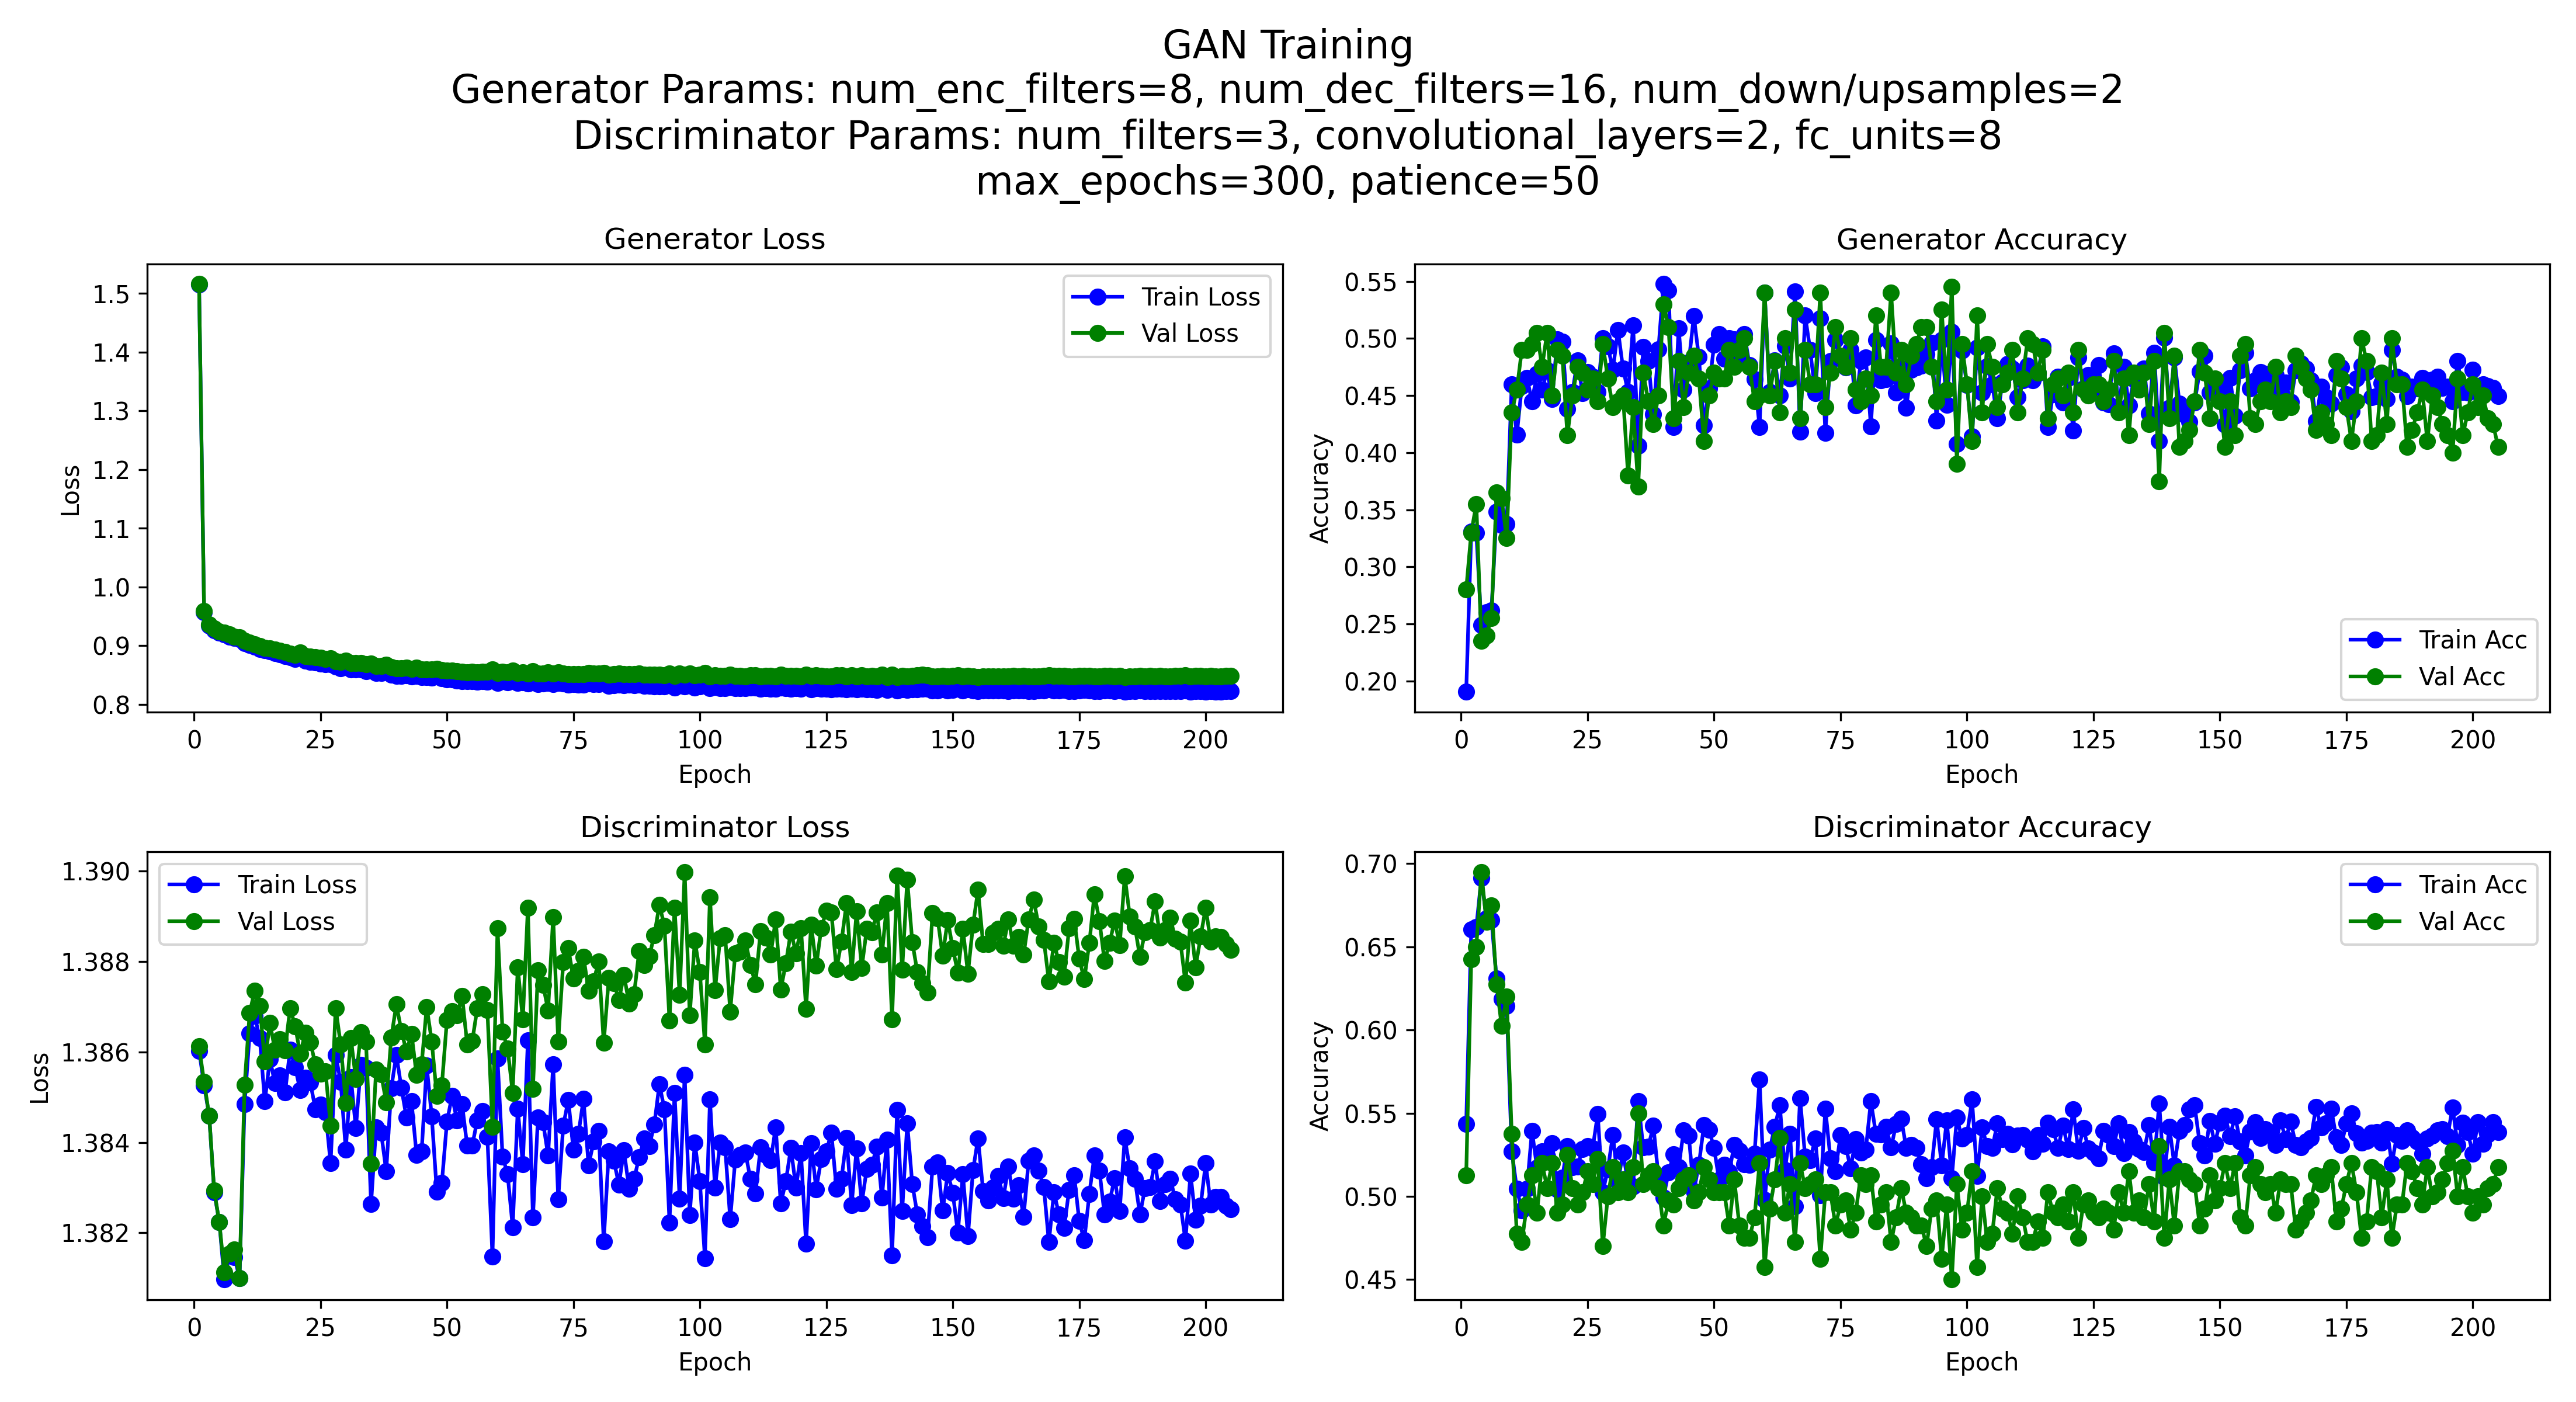 GAN Training
Generator Params: num_enc_filters=8, num_dec_filters=16, num_down/upsamples=2
Discriminator Params: num_filters=3, convolutional_layers=2, fc_units=8
max_epochs=300, patience=50
Generator Loss
Train Loss
Val Loss
Loss
1.5
1.4
1.3
1.2
1.1
1.0
0.9
0.8
0 25 50 75 100 125 150 175 200
Epoch
Generator Accuracy
Accuracy
0.55
0.50
0.45
0.40
0.35
0.30
0.25
0.20
Train Acc
Val Acc
0 25 50 75 100 125 150 175 200
Epoch
Discriminator Loss
Train Loss
Val Loss
Loss
1.390
1.388
1.386
1.384
1.382
0 25 50 75 100 125 150 175 200
Epoch
Discriminator Accuracy
Train Acc
Val Acc
Accuracy
0.70
0.65
0.60
0.55
0.50
0.45
0 25 50 75 100 125 150 175 200
Epoch